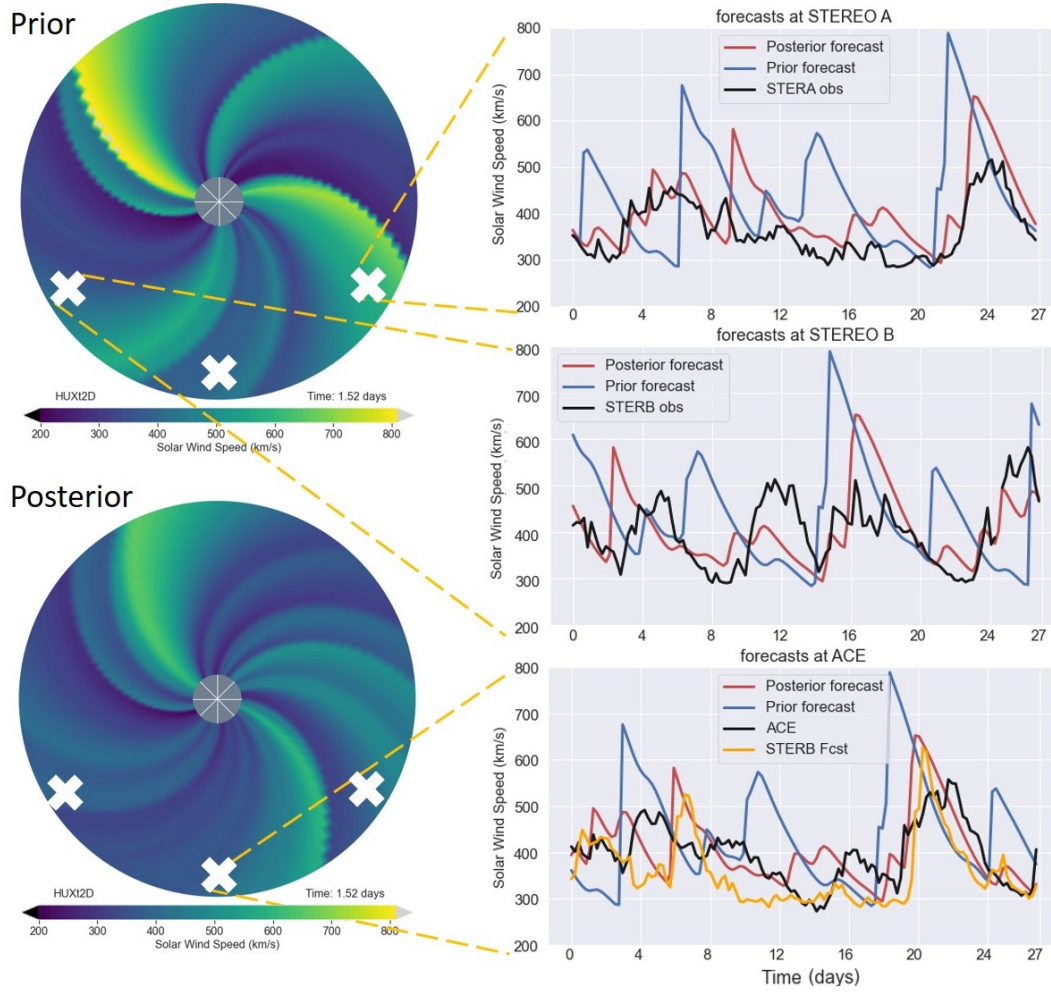 Prior
HUXt2D Time: 1.52 days
200 300 400 500 600 700 800
Solar Wind Speed (km/s)
Posterior
HUXt2D Time: 1.52 days
200 300 400 500 600 700 800
Solar Wind Speed (km/s)
forecasts at STEREO A
Solar Wind Speed (km/s)
800
700
600
500
400
300
200
Posterior forecast
Prior forecast
STERA obs
0 4 8 12 16 20 24 27
forecasts at STEREO B
Solar Wind Speed (km/s)
800
700
600
500
400
300
200
Posterior forecast
Prior forecast
STERB obs
0 4 8 12 16 20 24 27
forecasts at ACE
Solar Wind Speed (km/s)
800
700
600
500
400
300
200
Posterior forecast
Prior forecast
ACE
STERB Fcst
0 4 8 12 16 20 24 27
Time (days)